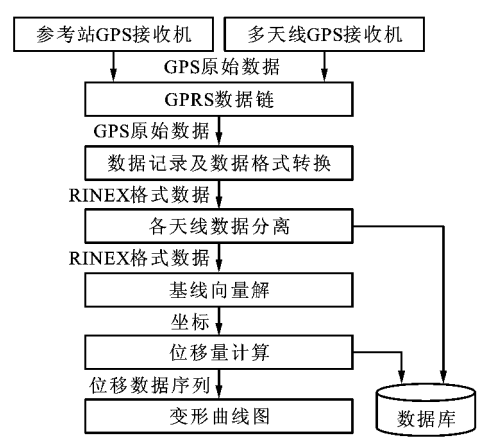 参考站GPS接收机
多天线GPS接收机
GPS原始数据
GPRS数据链
GPS原始数据
数据记录及数据格式转换
RINEX格式数据
各天线数据分离
RINEX格式数据
基线向量解
坐标
位移量计算
位移数据序列
变形曲线图
数据库